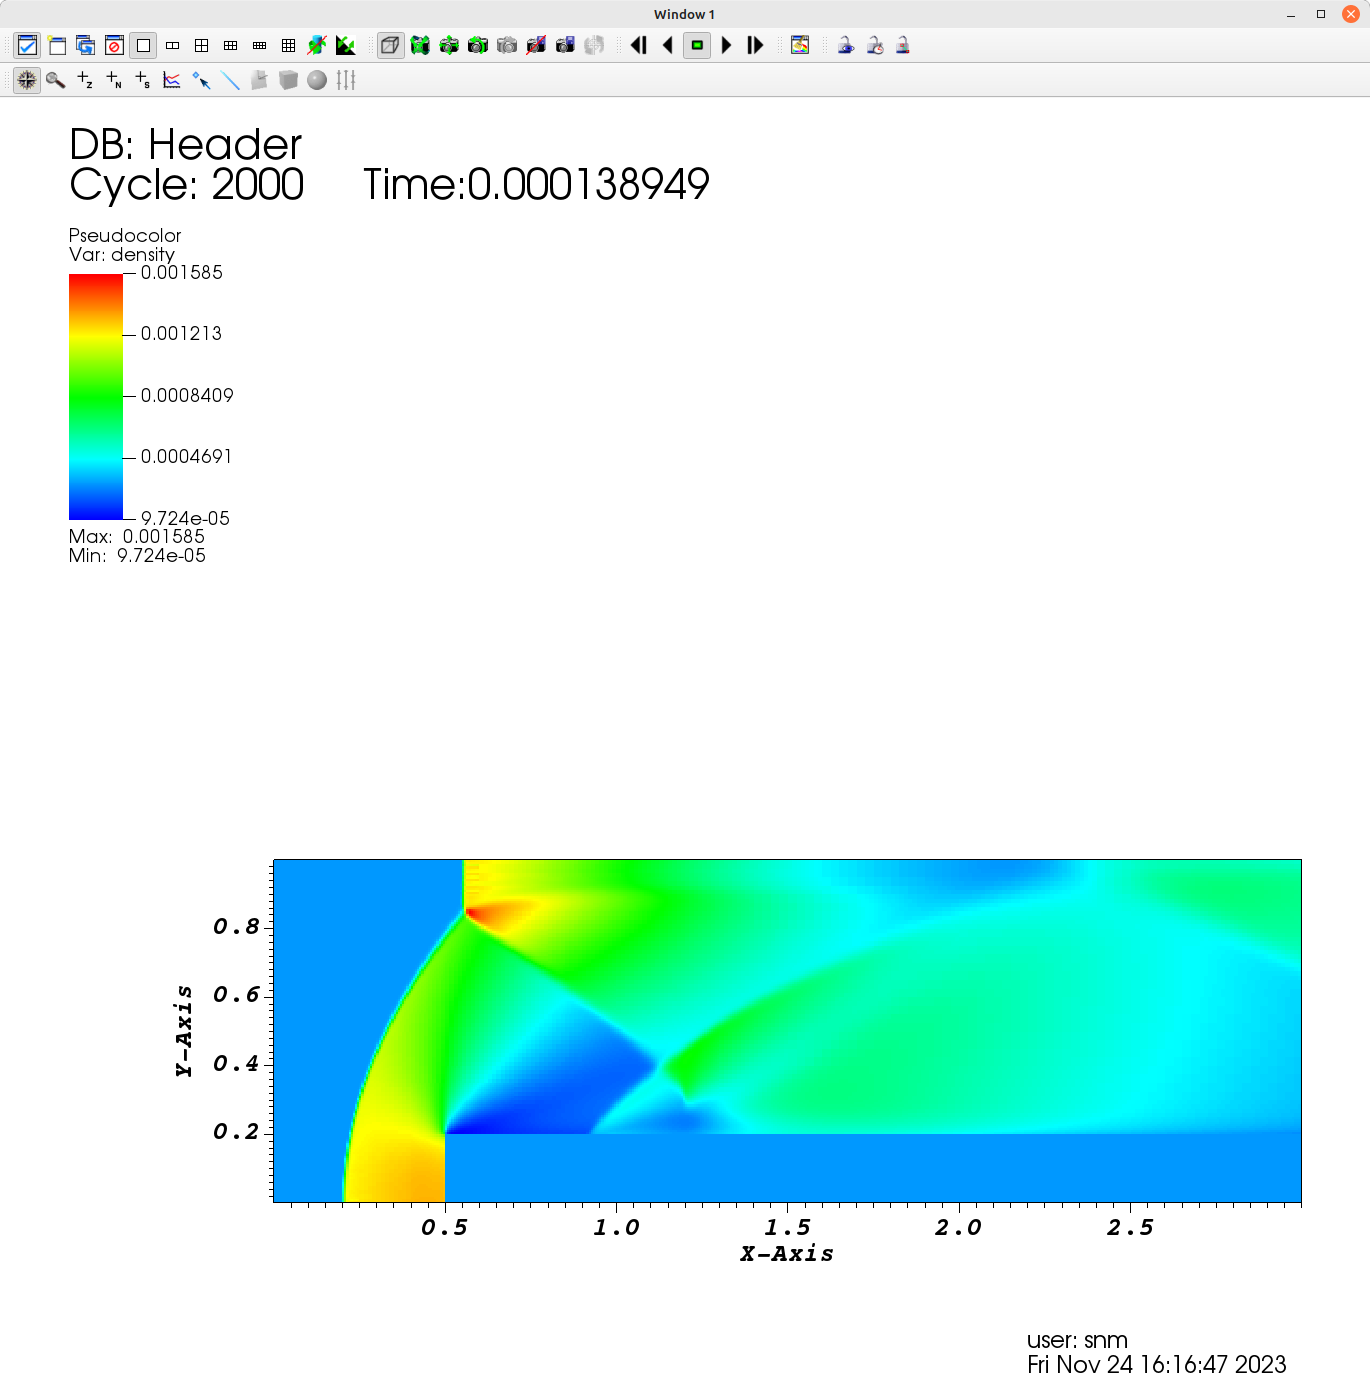 Window 1
DB: Header
Cycle: 2000 Time:0.000138949
Pseudocolor
Var: density
0.001585
0.001213
0.0008409
0.0004691
9.724e-05
Max: 0.001585
Min: 9.724e-05
0.8
0.6
0.4
0.2
Y-Axis
0.5 1.0 1.5 2.0 2.5
X-Axis
user: snm
Fri Nov 24 16:16:47 2023